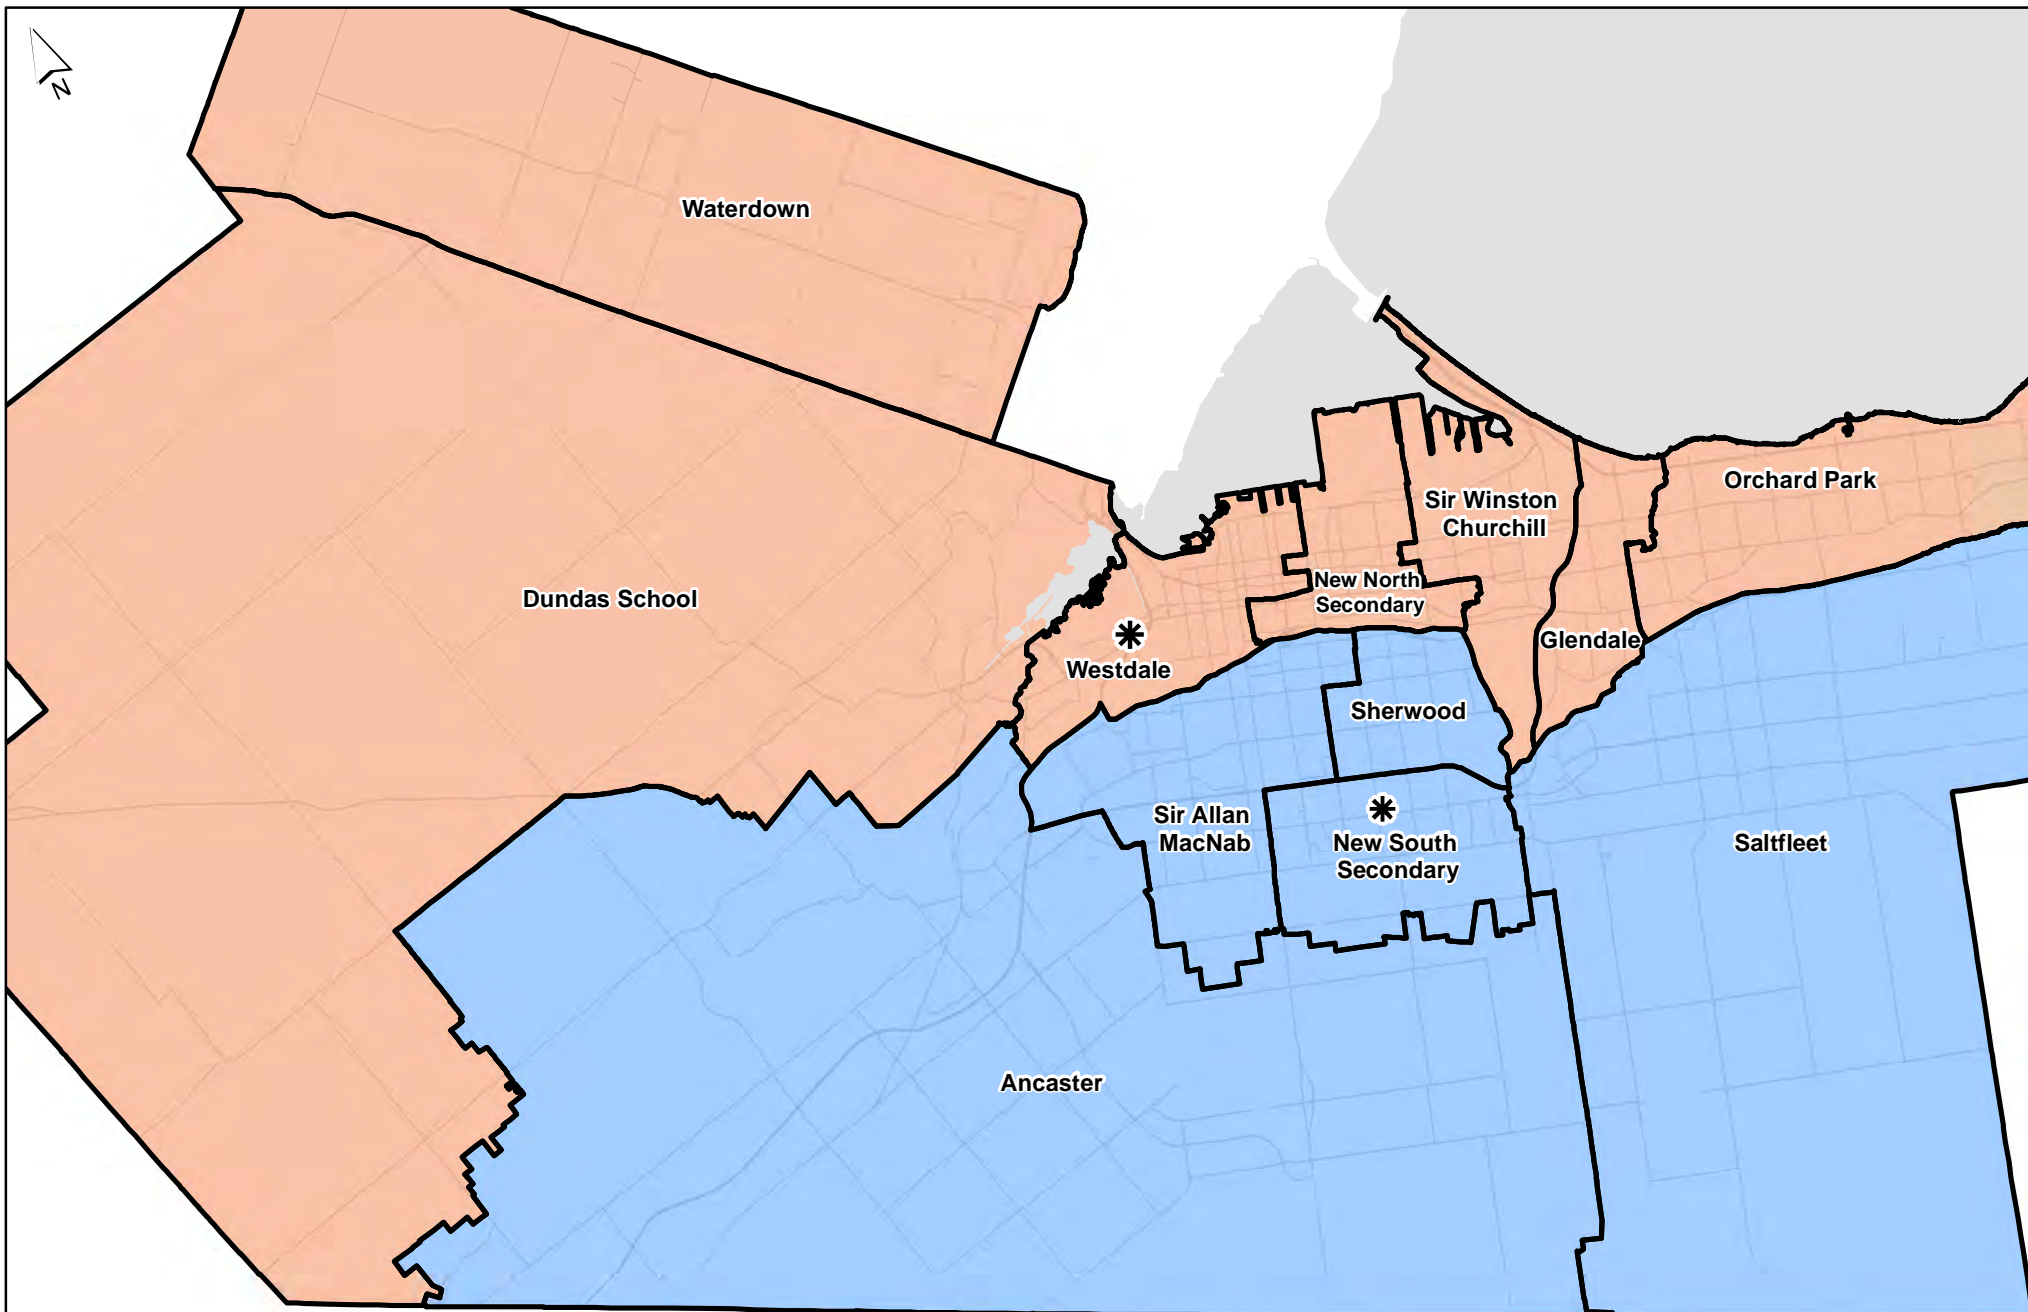 N
Waterdown
Orchard Park
Sir Winston
Churchill
New North
Secondary
Dundas School
Glendale
Westdale
Sherwood
Sir Allan
MacNab
New South
Secondary
Saltfleet
Ancaster